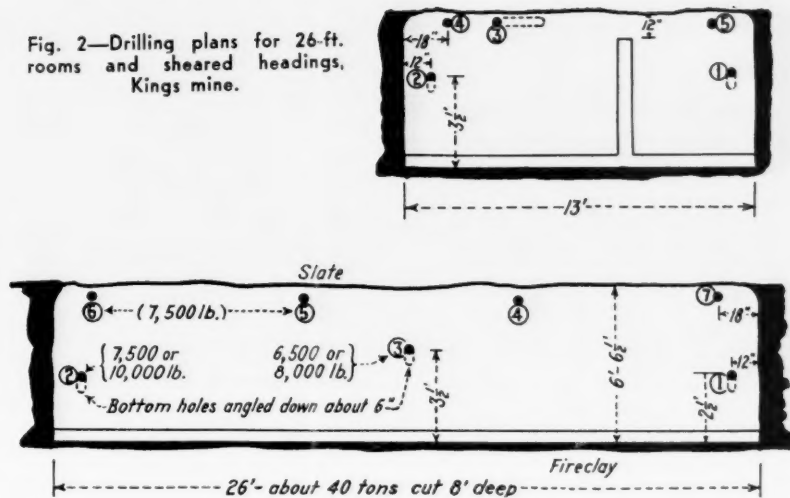 Fig. 2—Drilling plans for 26-ft.
rooms and sheared headings,
Kings mine.
④ ③ ⑤
18" 12"
12"
② ①
3½'
13'
Slate
⑥ (7,500 lb.) ⑤ ④ ⑦
18"
7,500 or
10,000 lb.
6,500 or
8,000 lb.
② ③ ①
12"
Bottom holes angled down about 6"
3½' 6'-6½' 2½'
Fireclay
26'- about 40 tons cut 8' deep